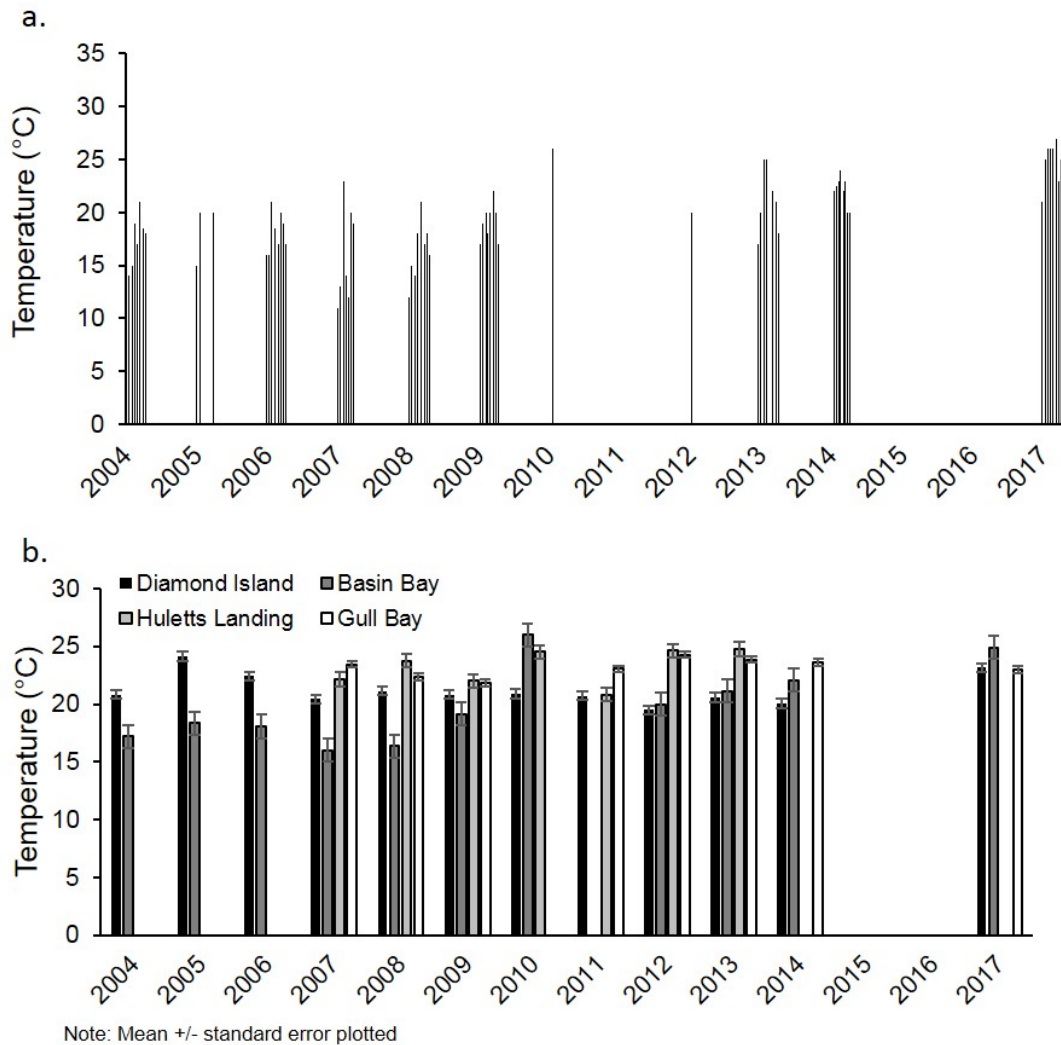 a.
Temperature (°C)
35
30
25
20
15
10
5
0
2004 2005 2006 2007 2008 2009 2010 2011 2012 2013 2014 2015 2016 2017
b.
Temperature (°C)
30
25
20
15
10
5
0
Diamond Island Basin Bay
Huletts Landing Gull Bay
2004 2005 2006 2007 2008 2009 2010 2011 2012 2013 2014 2015 2016 2017
Note: Mean +/- standard error plotted